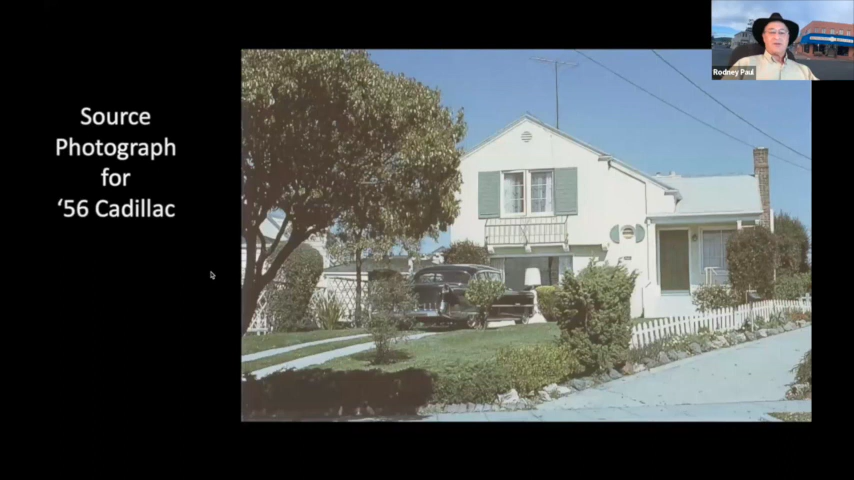 Source
Photograph
for
‘56 Cadillac
Rodney Paul